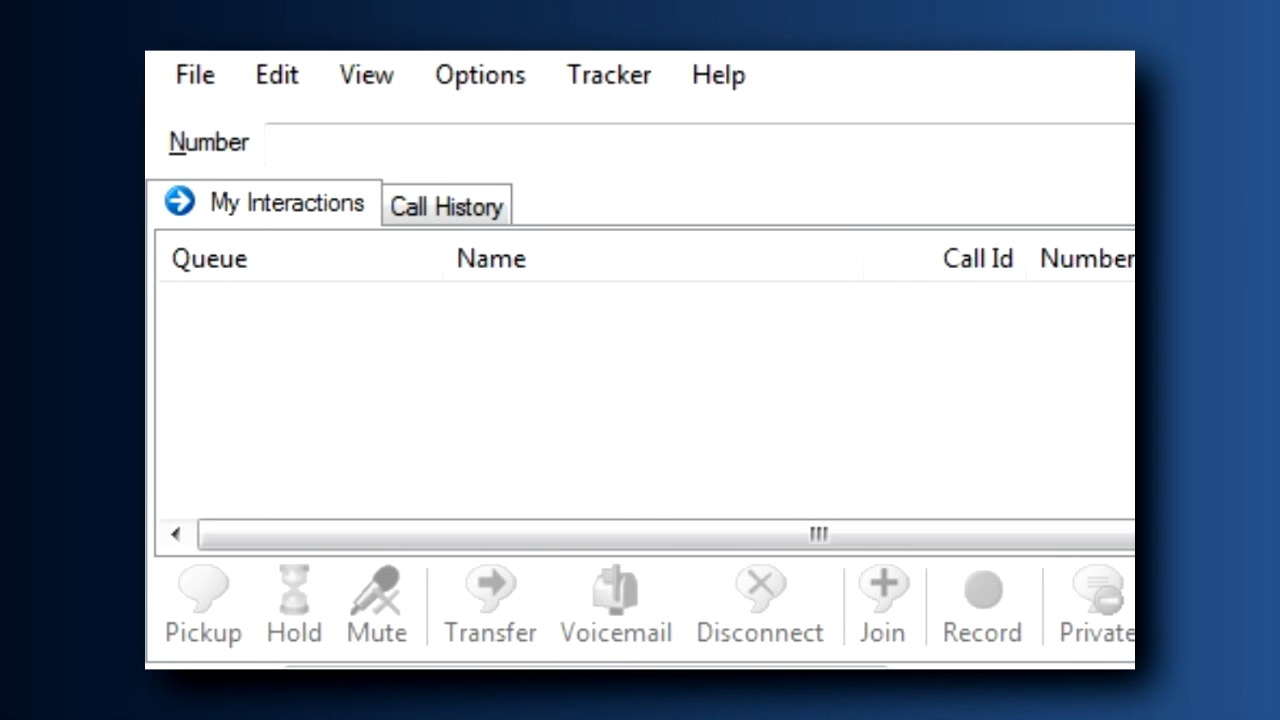 File Edit View Options Tracker Help
Number
My Interactions Call History
Queue Name Call Id Number
Pickup Hold Mute Transfer Voicemail Disconnect Join Record Private